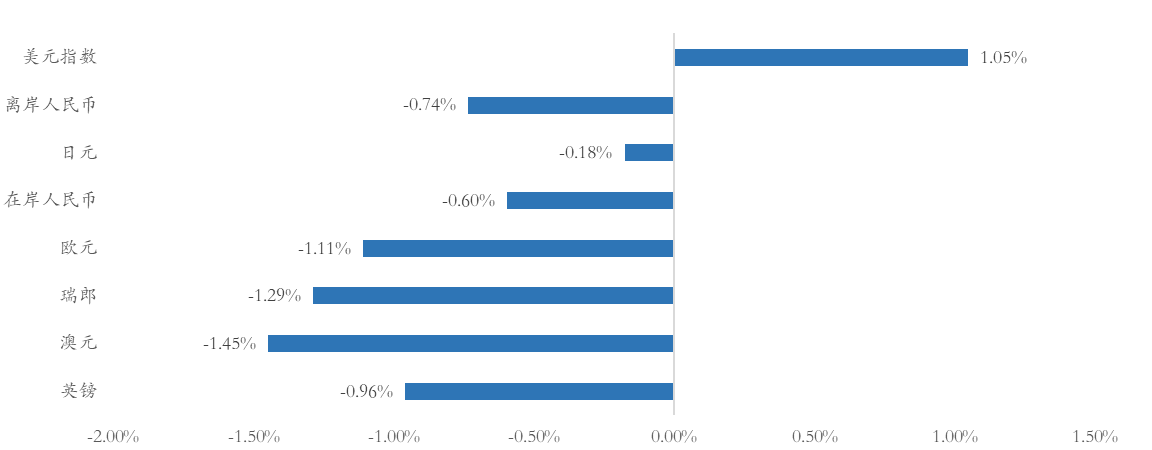 美元指数 1.05%
离岸人民币 -0.74%
日元 -0.18%
在岸人民币 -0.60%
欧元 -1.11%
瑞郎 -1.29%
澳元 -1.45%
英镑 -0.96%
-2.00% -1.50% -1.00% -0.50% 0.00% 0.50% 1.00% 1.50%